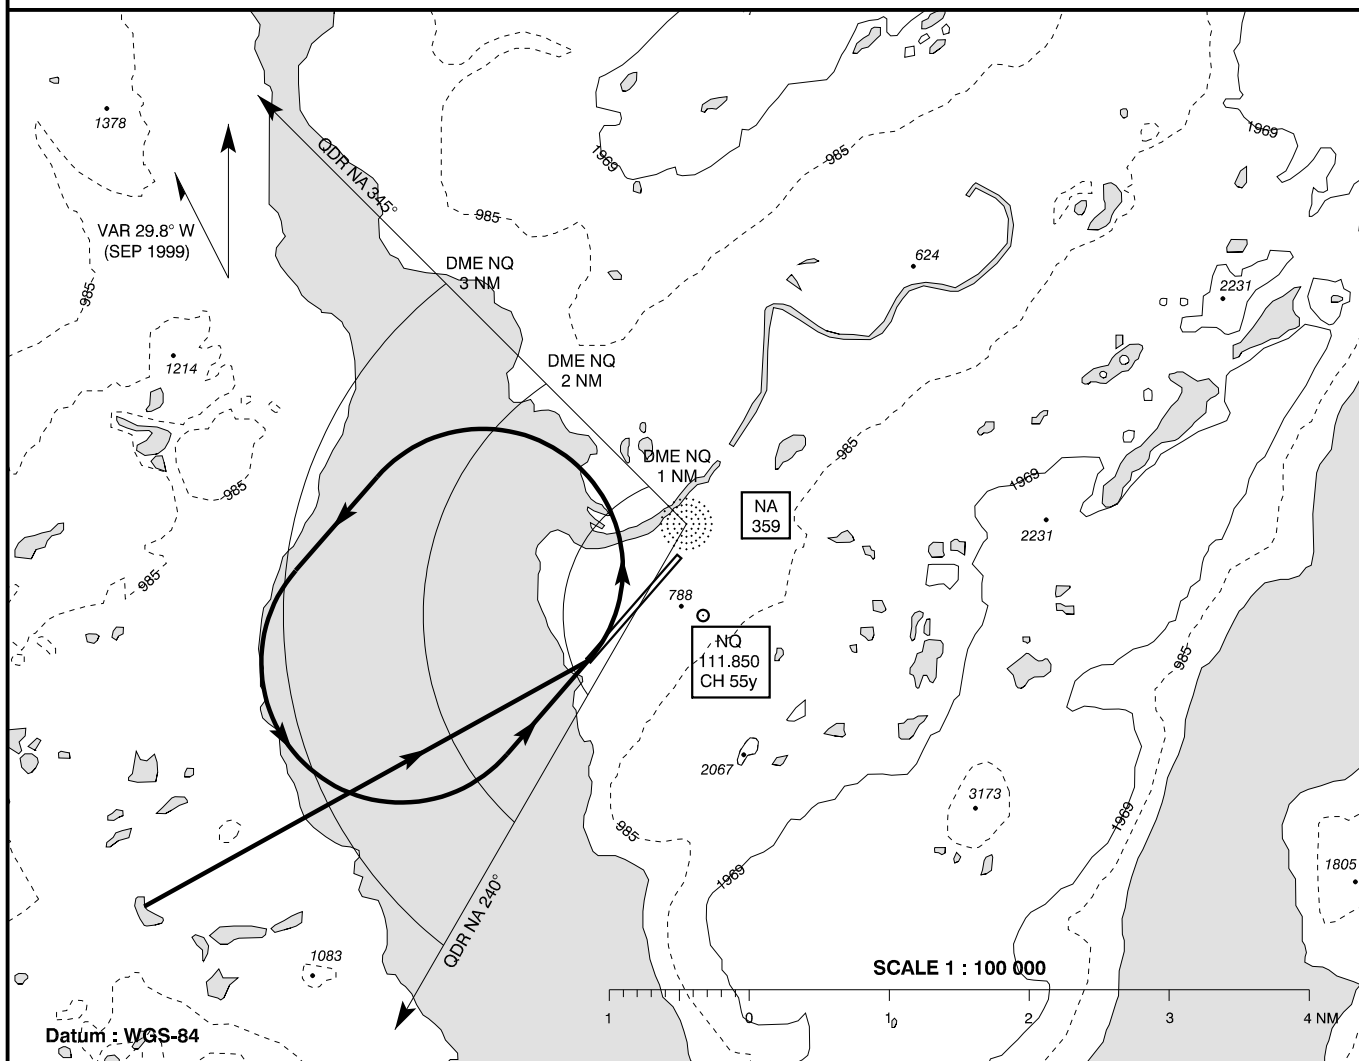 1378
1969
1969
QDR NA 345°
985
985
VAR 29.8° W
(SEP 1999)
DME NQ
3 NM
624
985
2231
1214
DME NQ
2 NM
985
DME NQ
1 NM
1969
985
NA
359
2231
985
788
NQ
111.850
CH 55y
985
2067
3173
985
1969
1969
1805
QDR NA 240°
1083
SCALE 1 : 100 000
1 0 1 2 3 4 NM
0
Datum : WGS-84